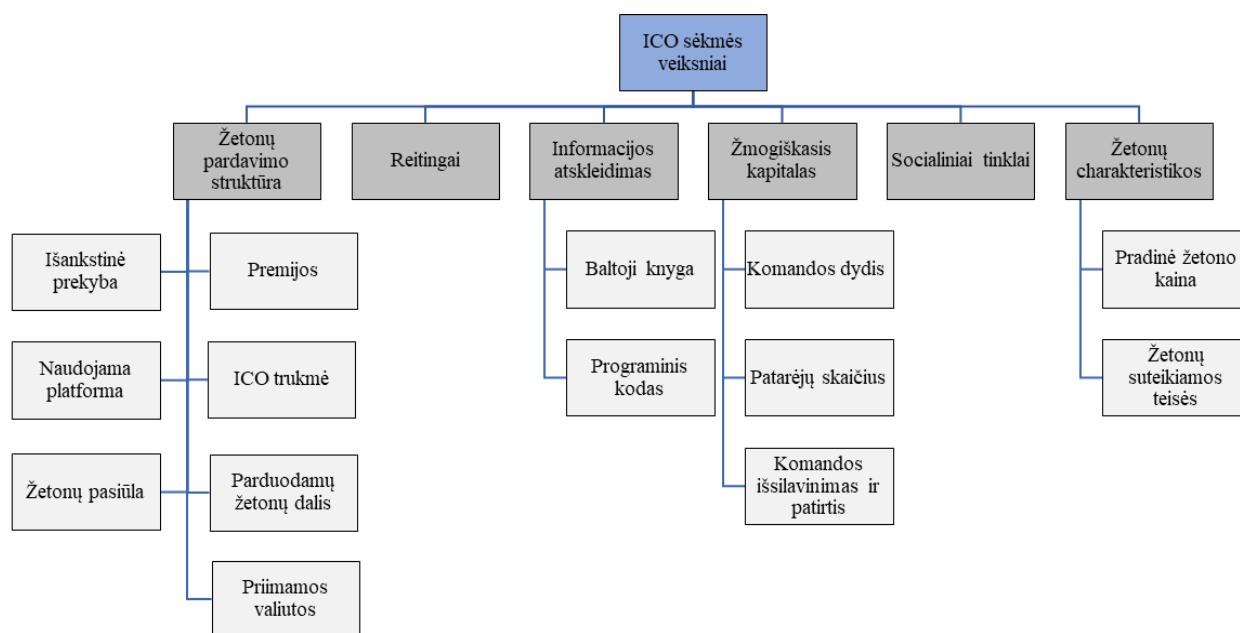 ICO sėkmės
veiksniai
Žetonų
pardavimo
struktūra
Reitingai
Informacijos
atskleidimas
Žmogiškasis
kapitalas
Socialiniai tinklai
Žetonų
charakteristikos
Išankstinė
prekyba
Premijos
Baltoji knyga
Komandos dydis
Pradinė žetono
kaina
Naudojama
platforma
ICO trukmė
Programinis
kodas
Patarėjų skaičius
Žetonų
suteikiamos
teisės
Žetonų pasiūla
Parduodamų
žetonų dalis
Komandos
išsilavinimas ir
patirtis
Priimamos
valiutos